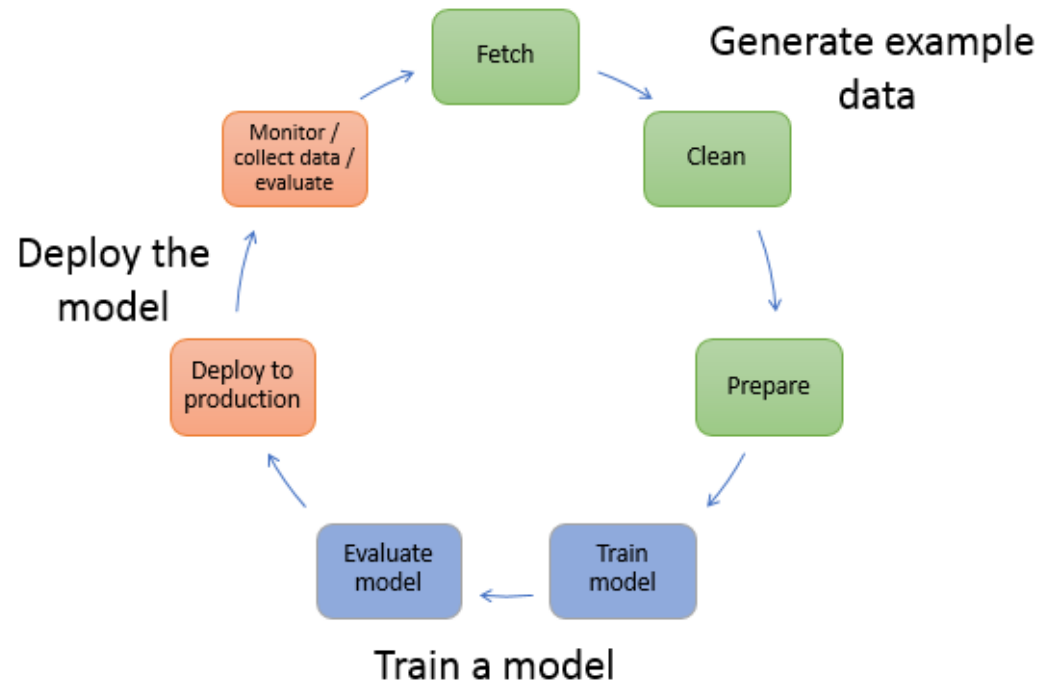 Fetch
Generate example
data
Clean
Prepare
Train
model
Train a model
Evaluate
model
Deploy to
production
Deploy the
model
Monitor /
collect data /
evaluate